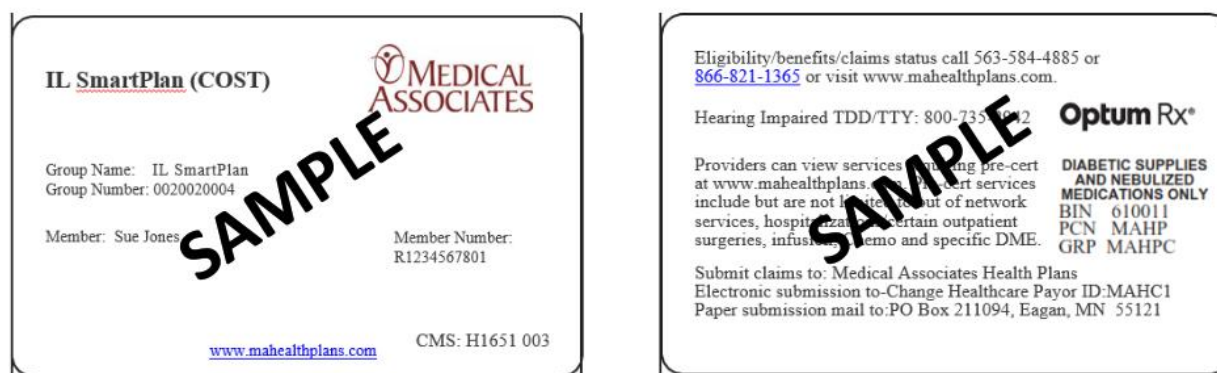 IL SmartPlan (COST)
MEDICAL
ASSOCIATES
Group Name: IL SmartPlan
Group Number: 0020020004
Member: Sue Jones
Member Number:
R1234567801
SAMPLE
www.mahealthplans.com
CMS: H1651 003
Eligibility/benefits/claims status call 563-584-4885 or
866-821-1365 or visit www.mahealthplans.com.
Hearing Impaired TDD/TTY: 800-735-
Optum Rx®
Providers can view services pre-cert
at www.mahealthplans. services
include but are not out of network
services, certain outpatient
surgeries, and specific DME.
DIABETIC SUPPLIES
AND NEBULIZED
MEDICATIONS ONLY
BIN 610011
PCN MAHP
GRP MAHPC
SAMPLE
Submit claims to: Medical Associates Health Plans
Electronic submission to-Change Healthcare Payor ID:MAHC1
Paper submission mail to:PO Box 211094, Eagan, MN 55121